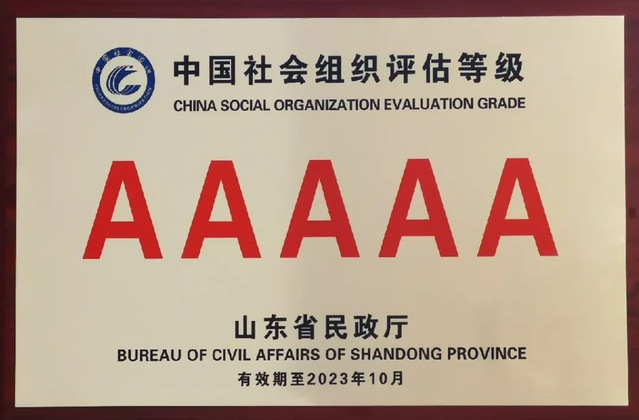 中国社会组织评估等级
CHINA SOCIAL ORGANIZATION EVALUATION GRADE
AAAAA
山东省民政厅
BUREAU OF CIVIL AFFAIRS OF SHANDONG PROVINCE
有效期至2023年10月